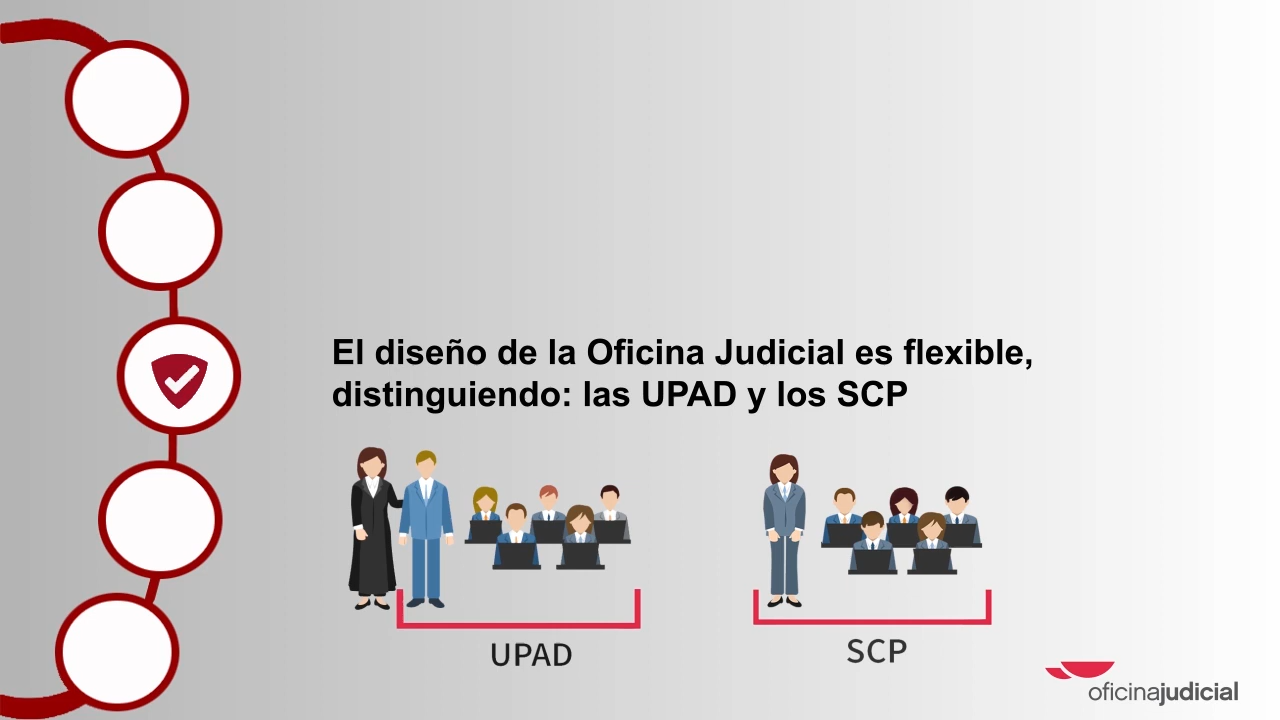 El diseño de la Oficina Judicial es flexible,
distinguiendo: las UPAD y los SCP
UPAD
SCP
oficinajudicial